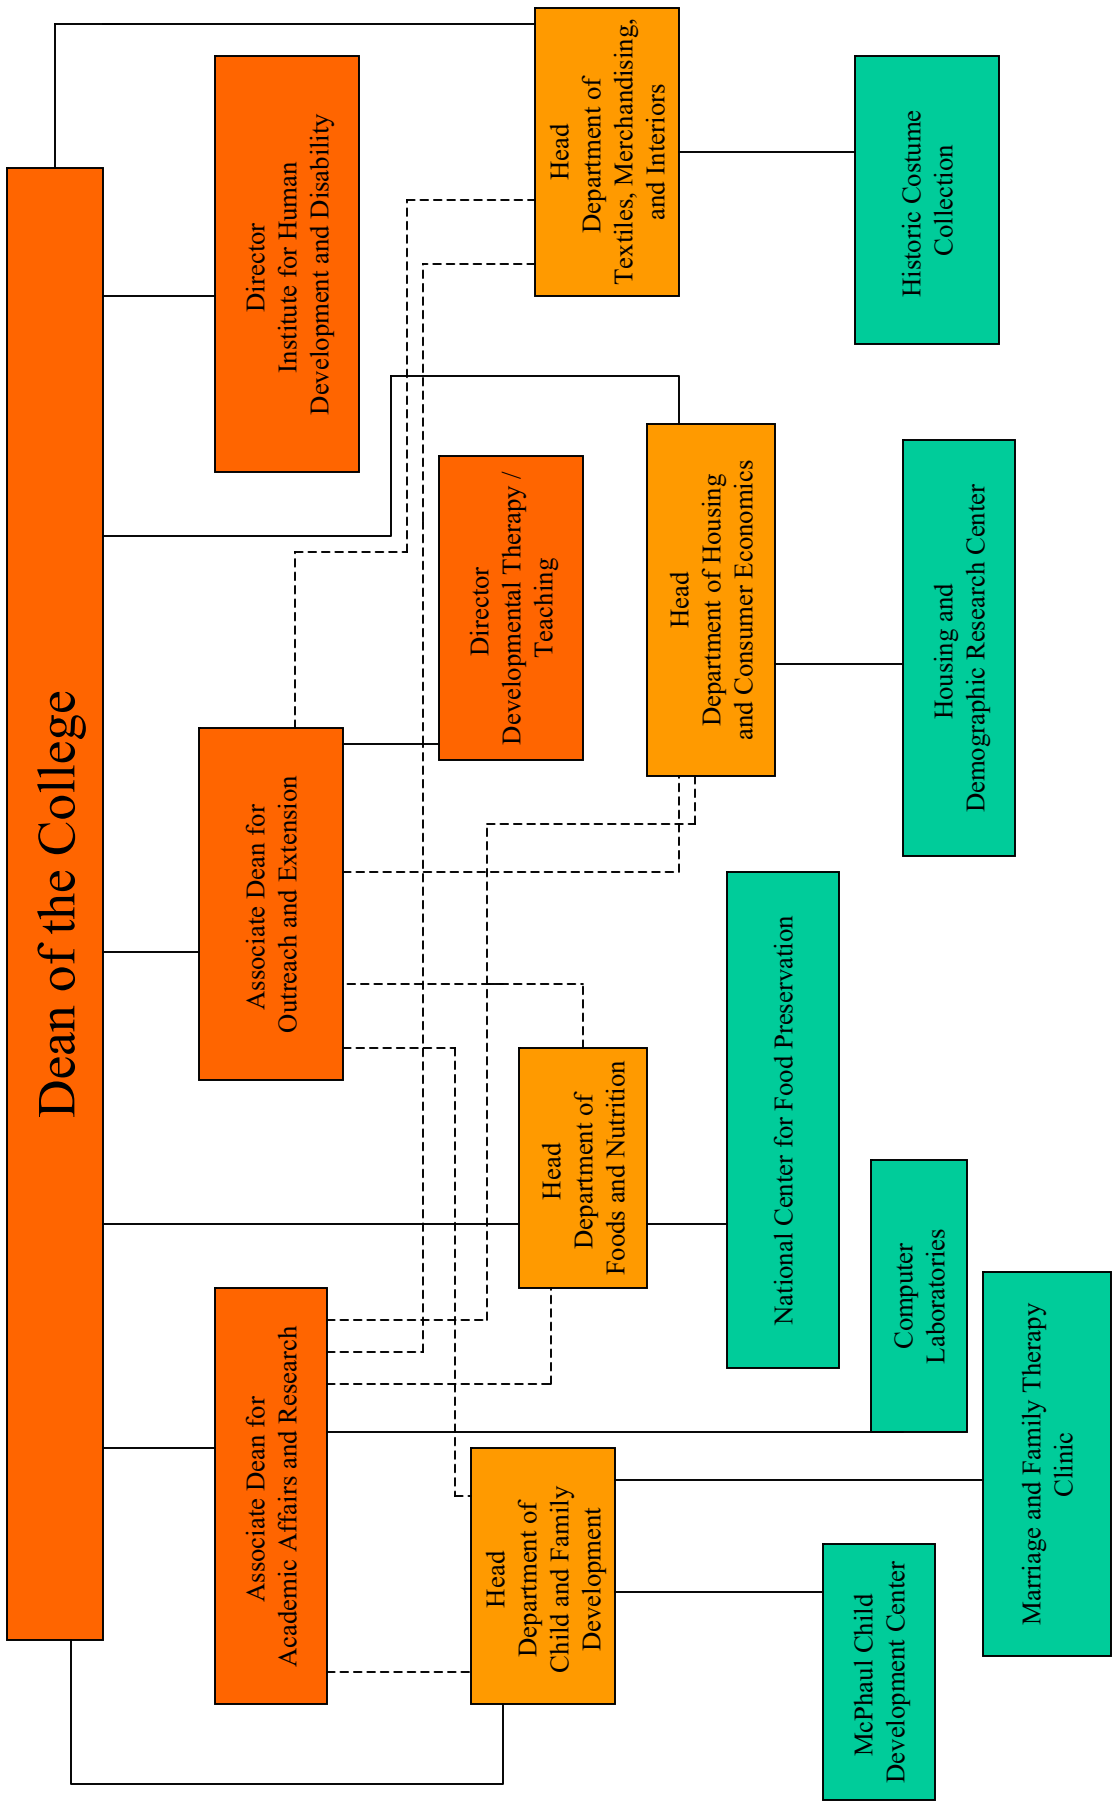 Dean of the College
Associate Dean for
Academic Affairs and Research
Associate Dean for
Outreach and Extension
Director
Institute for Human
Development and Disability
Director
Developmental Therapy /
Teaching
Head
Department of
Child and Family
Development
Head
Department of
Foods and Nutrition
Head
Department of Housing
and Consumer Economics
Head
Department of
Textiles, Merchandising,
and Interiors
McPhaul Child
Development Center
Marriage and Family Therapy
Clinic
Computer
Laboratories
National Center for Food Preservation
Housing and
Demographic Research Center
Historic Costume
Collection